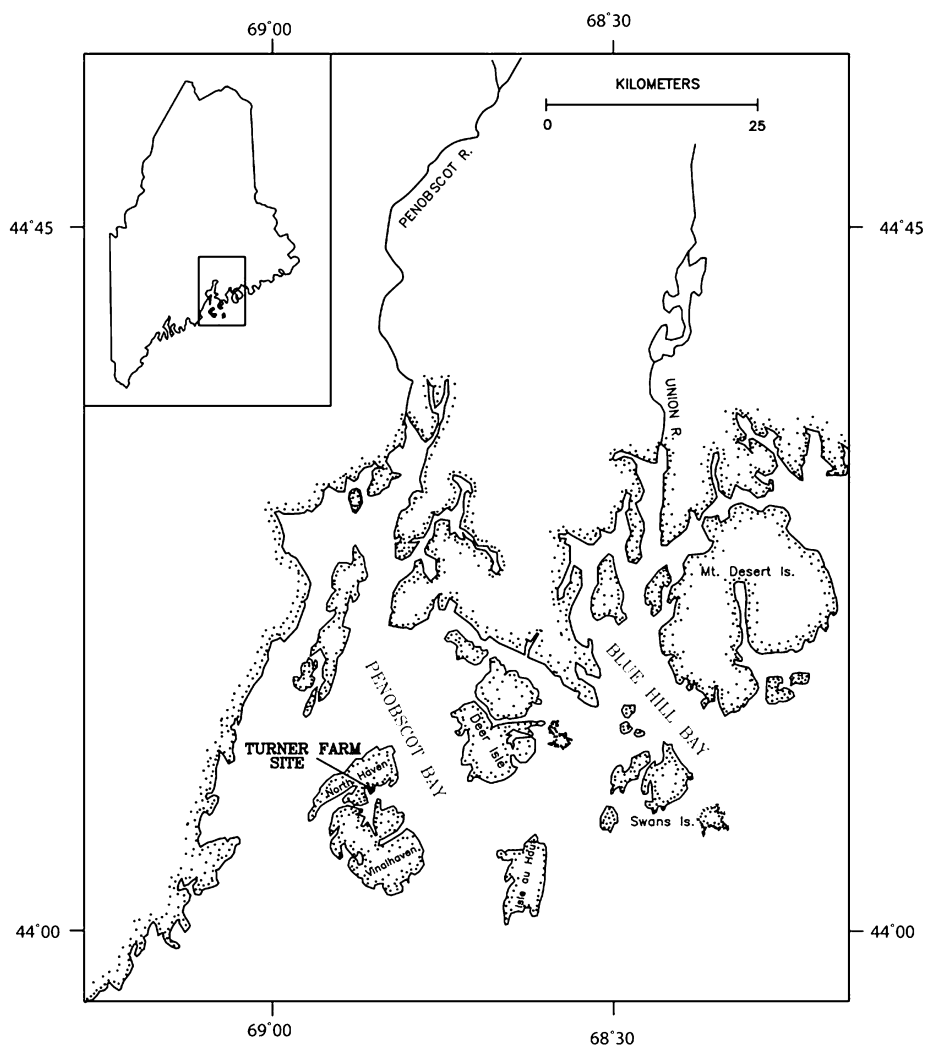 69°00
68°30
KILOMETERS
0 25
PENOBSCOT R.
44°45
44°45
UNION R.
Mt. Desert Is.
BLUE HILL BAY
PENOBSCOT BAY
Deer Isle
TURNER FARM
SITE
North Haven
Swans Is.
Vinalhaven
Isle au Haut
44°00
44°00
69°00
68°30